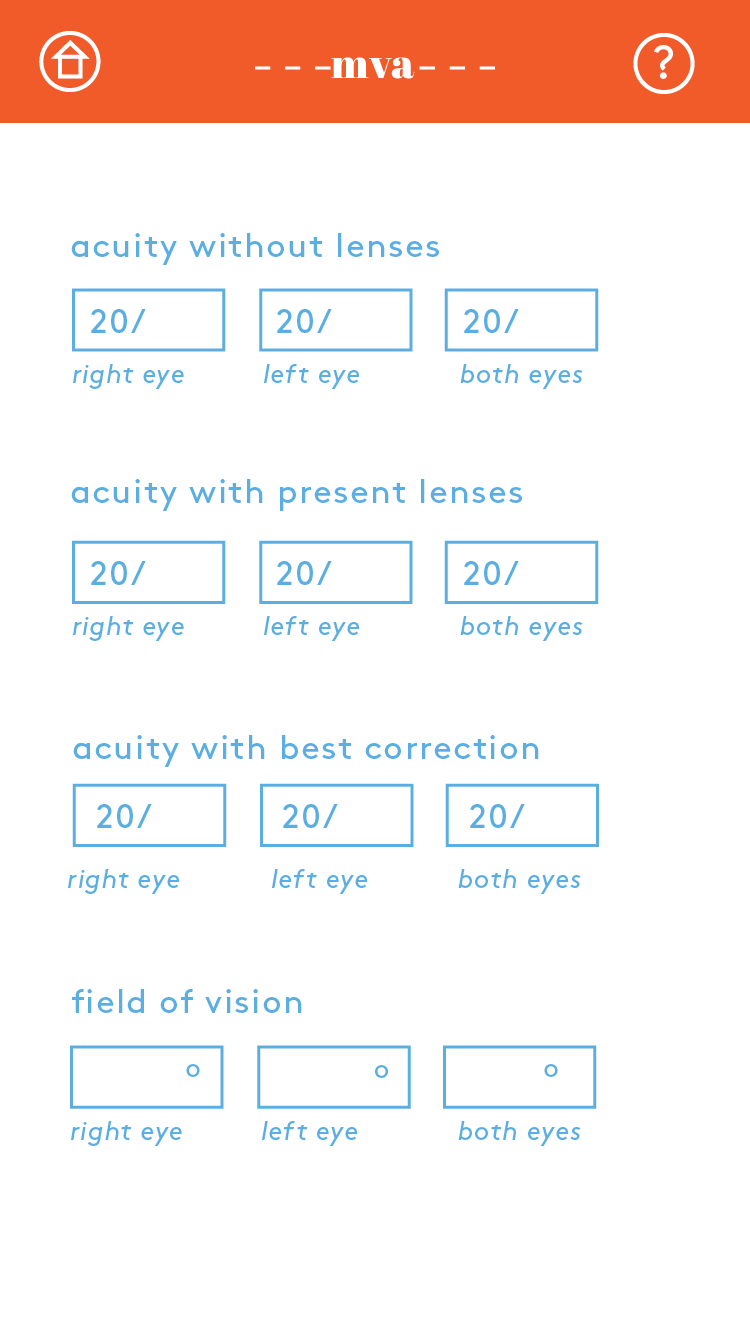 - - -mva- - -
?
acuity without lenses
20/ 20/ 20/
right eye left eye both eyes
acuity with present lenses
20/ 20/ 20/
right eye left eye both eyes
acuity with best correction
20/ 20/ 20/
right eye left eye both eyes
field of vision
° ° °
right eye left eye both eyes